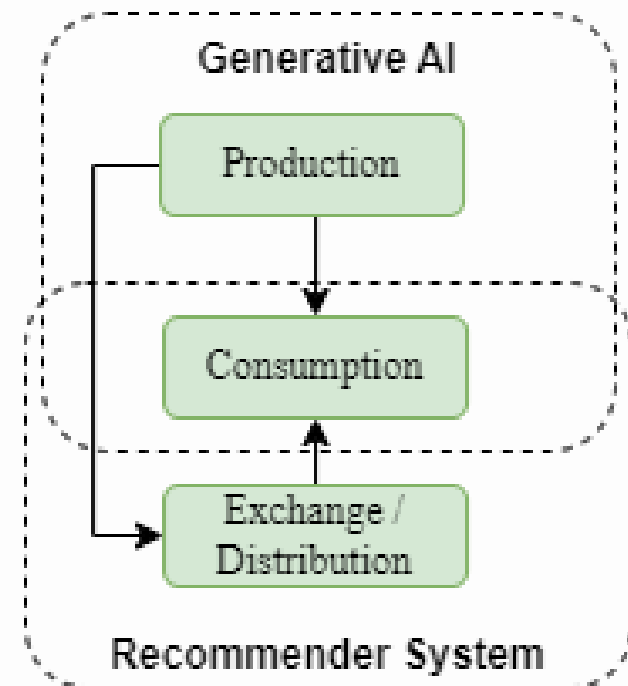 Generative AI
Production
Consumption
Exchange /
Distribution
Recommender System